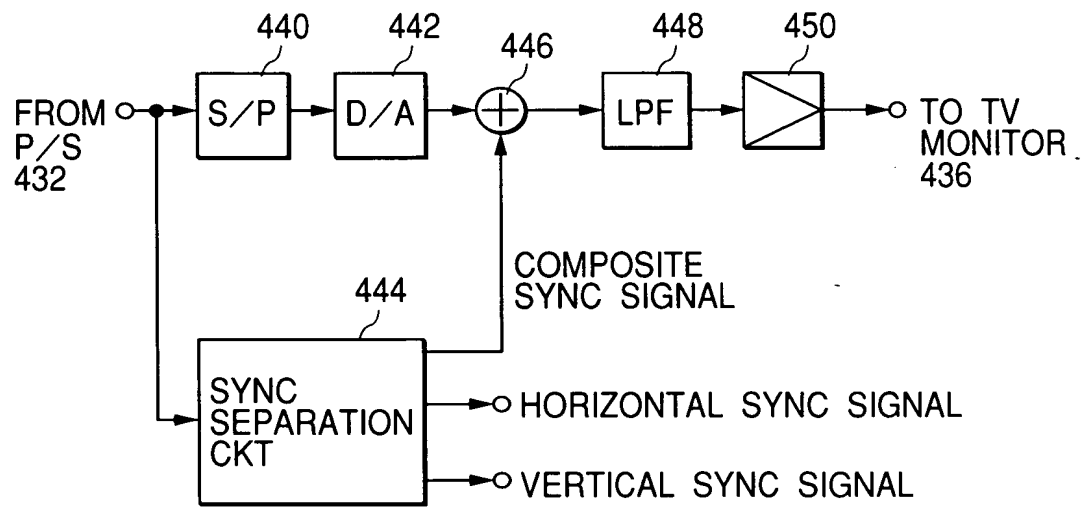 440
442
446
448
450
FROM
P/S
432
S/P
D/A
+
LPF
TO TV
MONITOR
436
COMPOSITE
SYNC SIGNAL
444
SYNC
SEPARATION
CKT
HORIZONTAL SYNC SIGNAL
VERTICAL SYNC SIGNAL